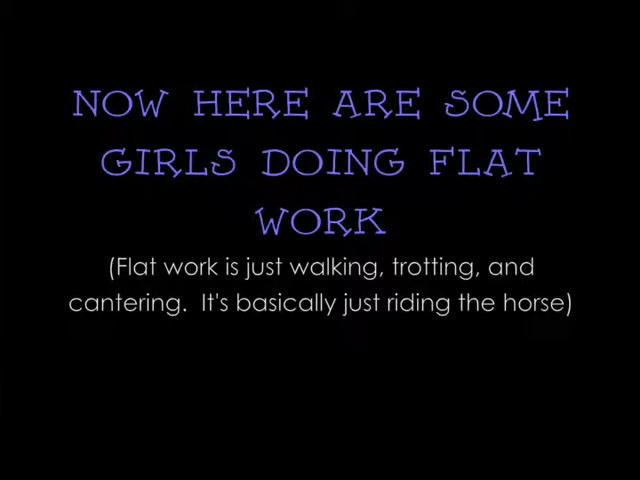 NOW HERE ARE SOME
GIRLS DOING FLAT
WORK
(Flat work is just walking, trotting, and
cantering.  It's basically just riding the horse)